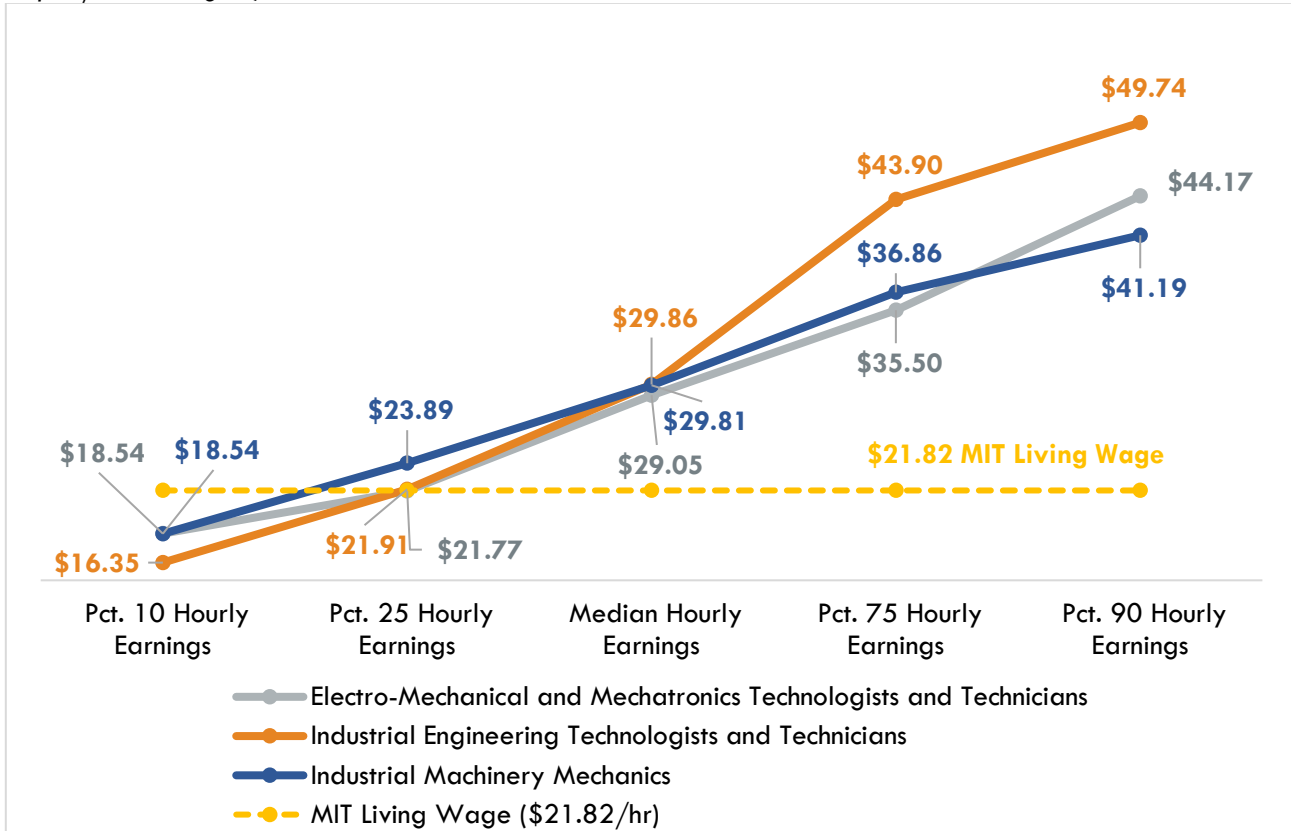 $49.74
$43.90
$44.17
$36.86
$41.19
$29.86
$35.50
$23.89
$29.81
$18.54
$18.54
$29.05
$21.82 MIT Living Wage
$21.91
$21.77
$16.35
Pct. 10 Hourly
Earnings
Pct. 25 Hourly
Earnings
Median Hourly
Earnings
Pct. 75 Hourly
Earnings
Pct. 90 Hourly
Earnings
Electro-Mechanical and Mechatronics Technologists and Technicians
Industrial Engineering Technologists and Technicians
Industrial Machinery Mechanics
MIT Living Wage ($21.82/hr)